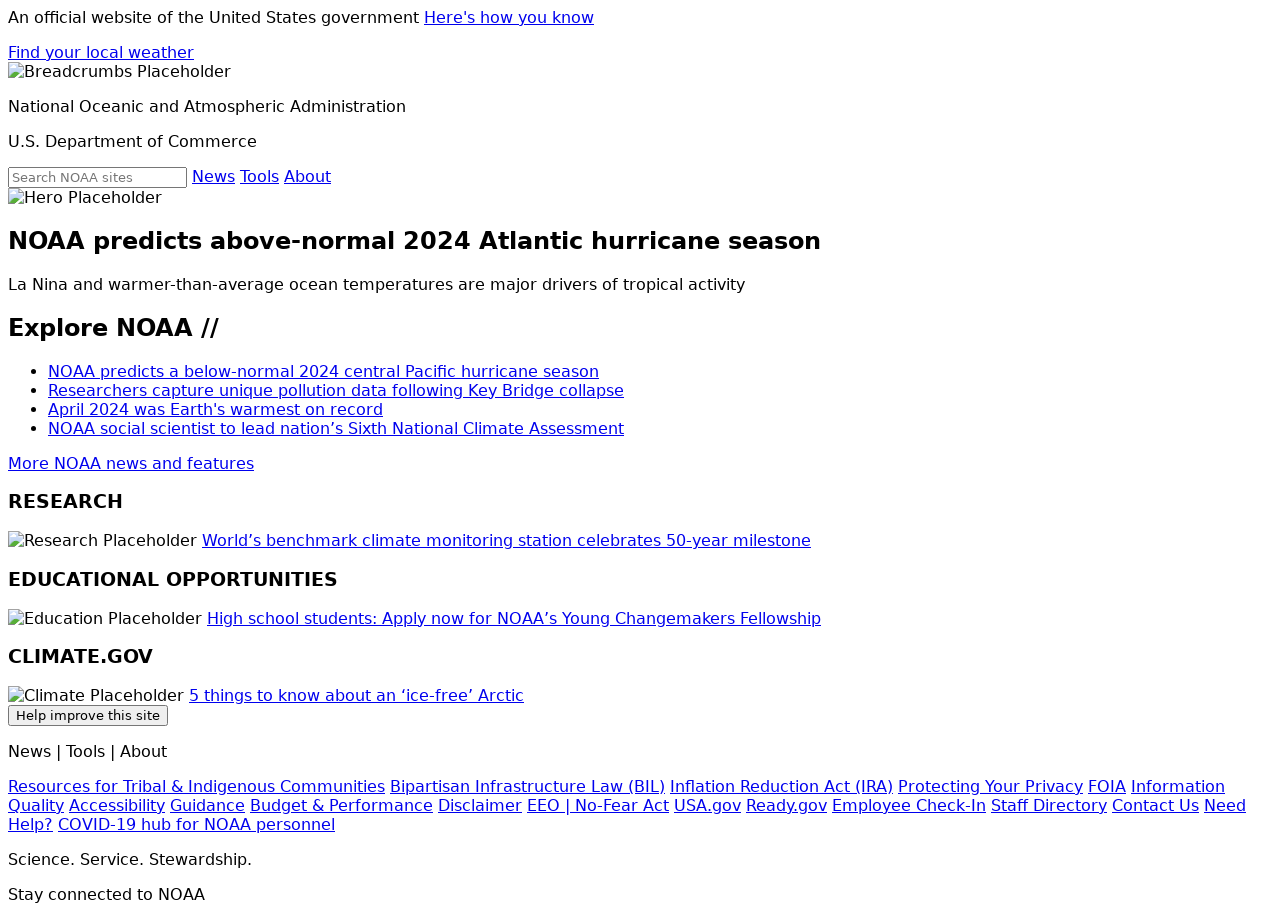 An official website of the United States government Here's how you know
Find your local weather
Breadcrumbs Placeholder
National Oceanic and Atmospheric Administration
U.S. Department of Commerce
Search NOAA sites News Tools About
Hero Placeholder
NOAA predicts above-normal 2024 Atlantic hurricane season
La Nina and warmer-than-average ocean temperatures are major drivers of tropical activity
Explore NOAA //
NOAA predicts a below-normal 2024 central Pacific hurricane season
Researchers capture unique pollution data following Key Bridge collapse
April 2024 was Earth's warmest on record
NOAA social scientist to lead nation’s Sixth National Climate Assessment
More NOAA news and features
RESEARCH
Research Placeholder World’s benchmark climate monitoring station celebrates 50-year milestone
EDUCATIONAL OPPORTUNITIES
Education Placeholder High school students: Apply now for NOAA’s Young Changemakers Fellowship
CLIMATE.GOV
Climate Placeholder 5 things to know about an ‘ice-free’ Arctic
Help improve this site
News | Tools | About
Resources for Tribal & Indigenous Communities Bipartisan Infrastructure Law (BIL) Inflation Reduction Act (IRA) Protecting Your Privacy FOIA Information
Quality Accessibility Guidance Budget & Performance Disclaimer EEO | No-Fear Act USA.gov Ready.gov Employee Check-In Staff Directory Contact Us Need
Help? COVID-19 hub for NOAA personnel
Science. Service. Stewardship.
Stay connected to NOAA